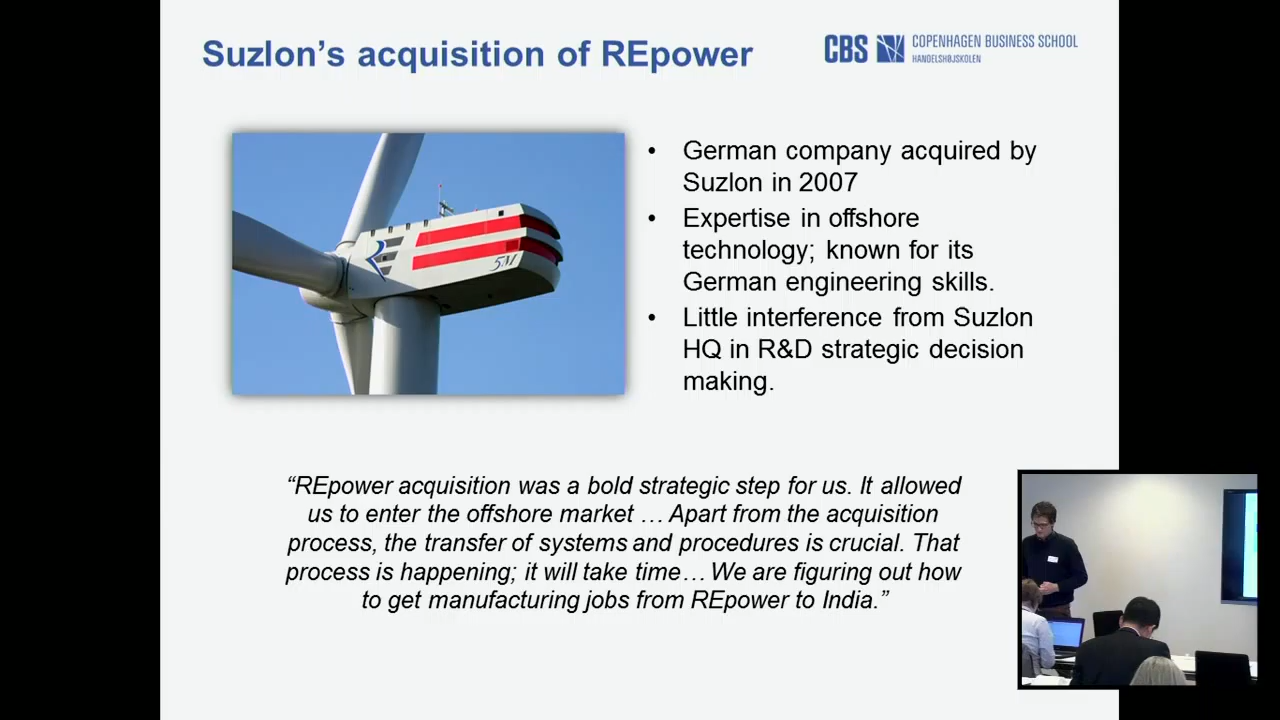 Suzlon’s acquisition of REpower
CBS COPENHAGEN BUSINESS SCHOOL
HANDELSHØJSKOLEN
• German company acquired by
Suzlon in 2007
• Expertise in offshore
technology; known for its
German engineering skills.
• Little interference from Suzlon
HQ in R&D strategic decision
making.
RE
5M
“REpower acquisition was a bold strategic step for us. It allowed
us to enter the offshore market … Apart from the acquisition
process, the transfer of systems and procedures is crucial. That
process is happening; it will take time… We are figuring out how
to get manufacturing jobs from REpower to India.”